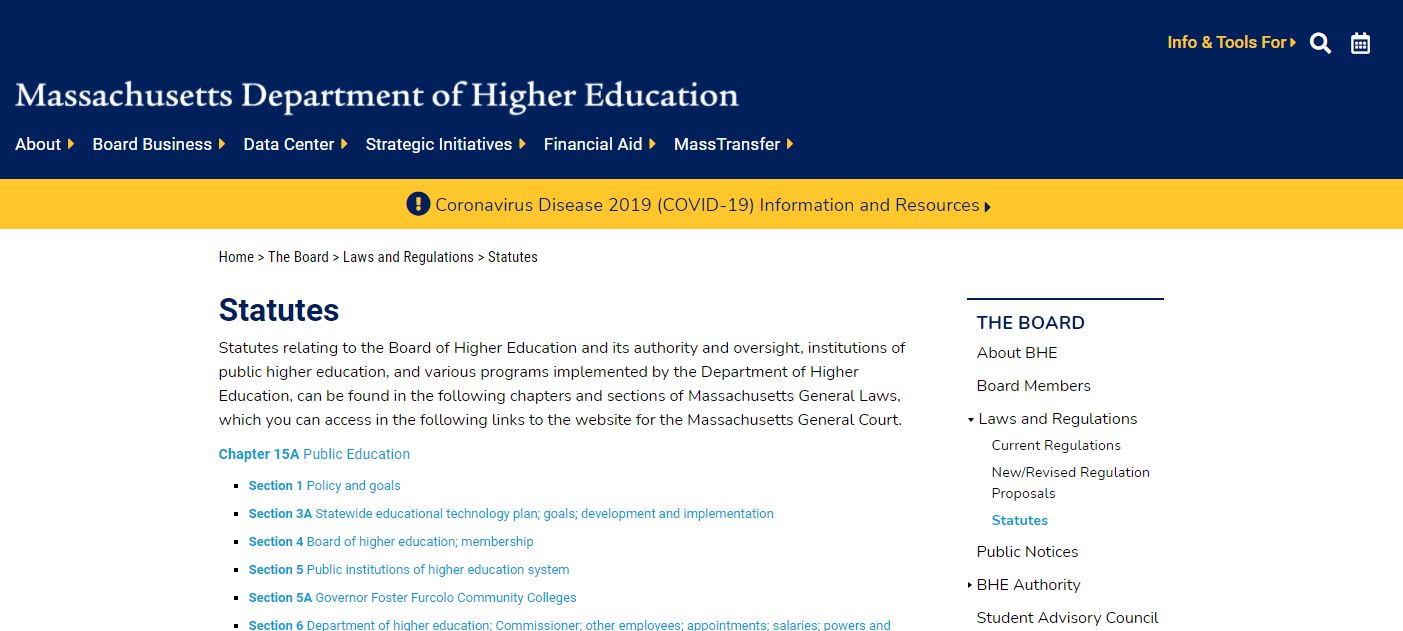 Info & Tools For
Massachusetts Department of Higher Education
About Board Business Data Center Strategic Initiatives Financial Aid MassTransfer
! Coronavirus Disease 2019 (COVID-19) Information and Resources
Home > The Board > Laws and Regulations > Statutes
Statutes
Statutes relating to the Board of Higher Education and its authority and oversight, institutions of
public higher education, and various programs implemented by the Department of Higher
Education, can be found in the following chapters and sections of Massachusetts General Laws,
which you can access in the following links to the website for the Massachusetts General Court.
Chapter 15A Public Education
Section 1 Policy and goals
Section 3A Statewide educational technology plan; goals; development and implementation
Section 4 Board of higher education; membership
Section 5 Public institutions of higher education system
Section 5A Governor Foster Furcolo Community Colleges
Section 6 Department of higher education; Commissioner; other employees; appointments; salaries; powers and
THE BOARD
About BHE
Board Members
Laws and Regulations
Current Regulations
New/Revised Regulation
Proposals
Statutes
Public Notices
BHE Authority
Student Advisory Council